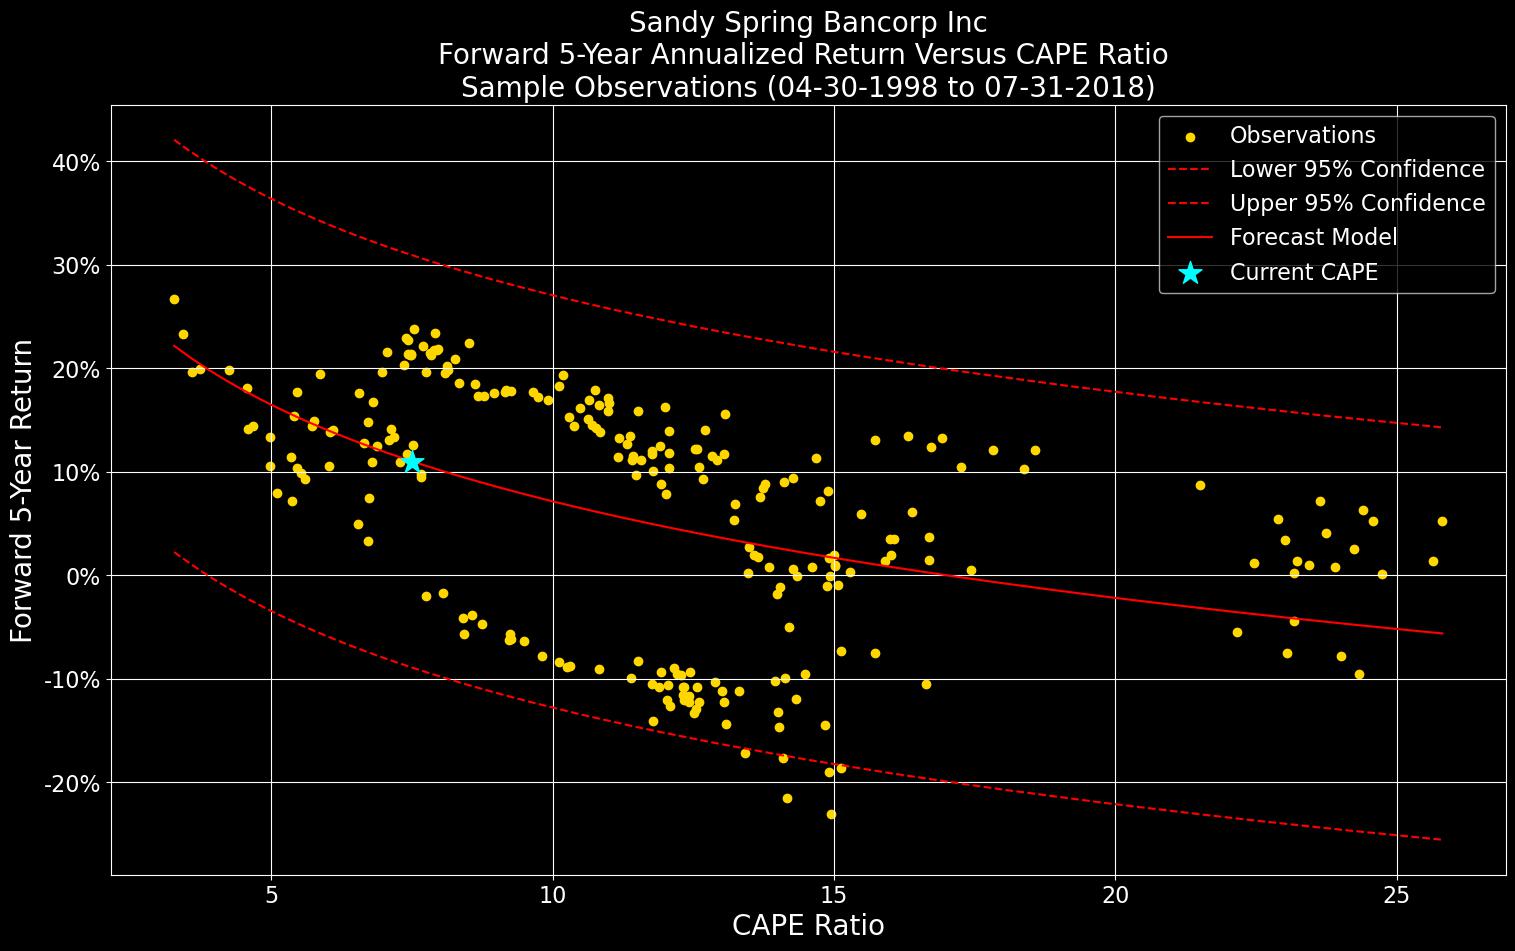 Sandy Spring Bancorp Inc
Forward 5-Year Annualized Return Versus CAPE Ratio
Sample Observations (04-30-1998 to 07-31-2018)
Observations
Lower 95% Confidence
Upper 95% Confidence
Forecast Model
Current CAPE
Forward 5-Year Return
40%
30%
20%
10%
0%
-10%
-20%
5 10 15 20 25
CAPE Ratio